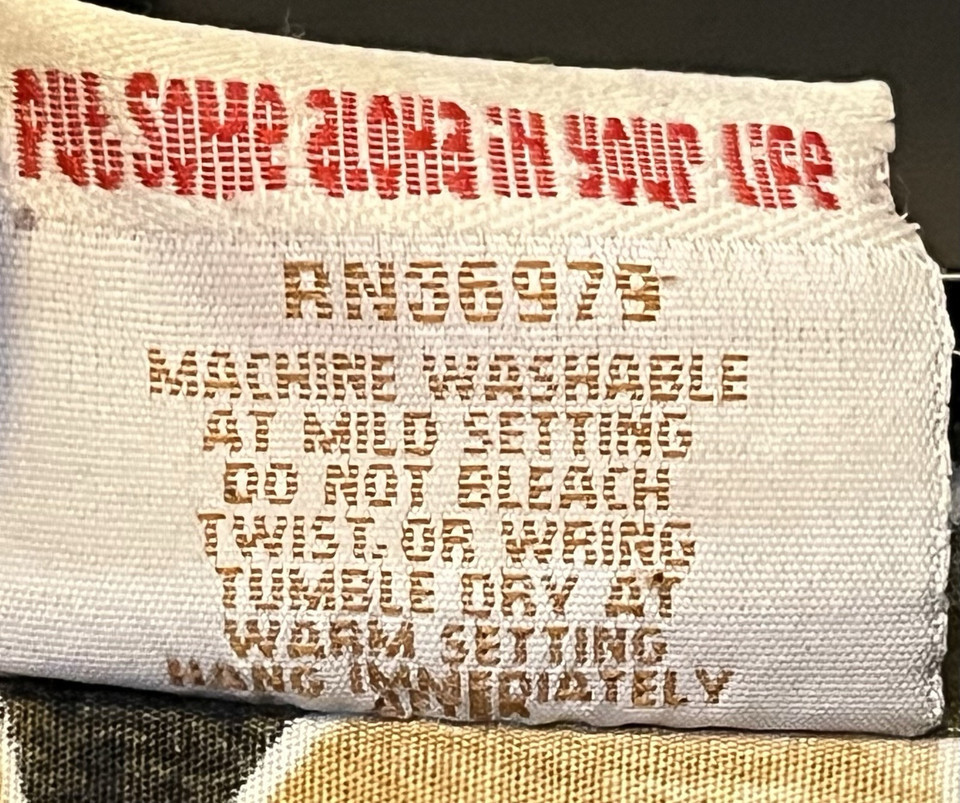 PUt SOMe aLOHa iN YOUr LiFe
RN36979
MACHINE WASHABLE
AT MILD SETTING
DO NOT BLEACH
TWIST, OR WRING
TUMBLE DRY AT
WARM SETTING
HANG IMMEDIATELY